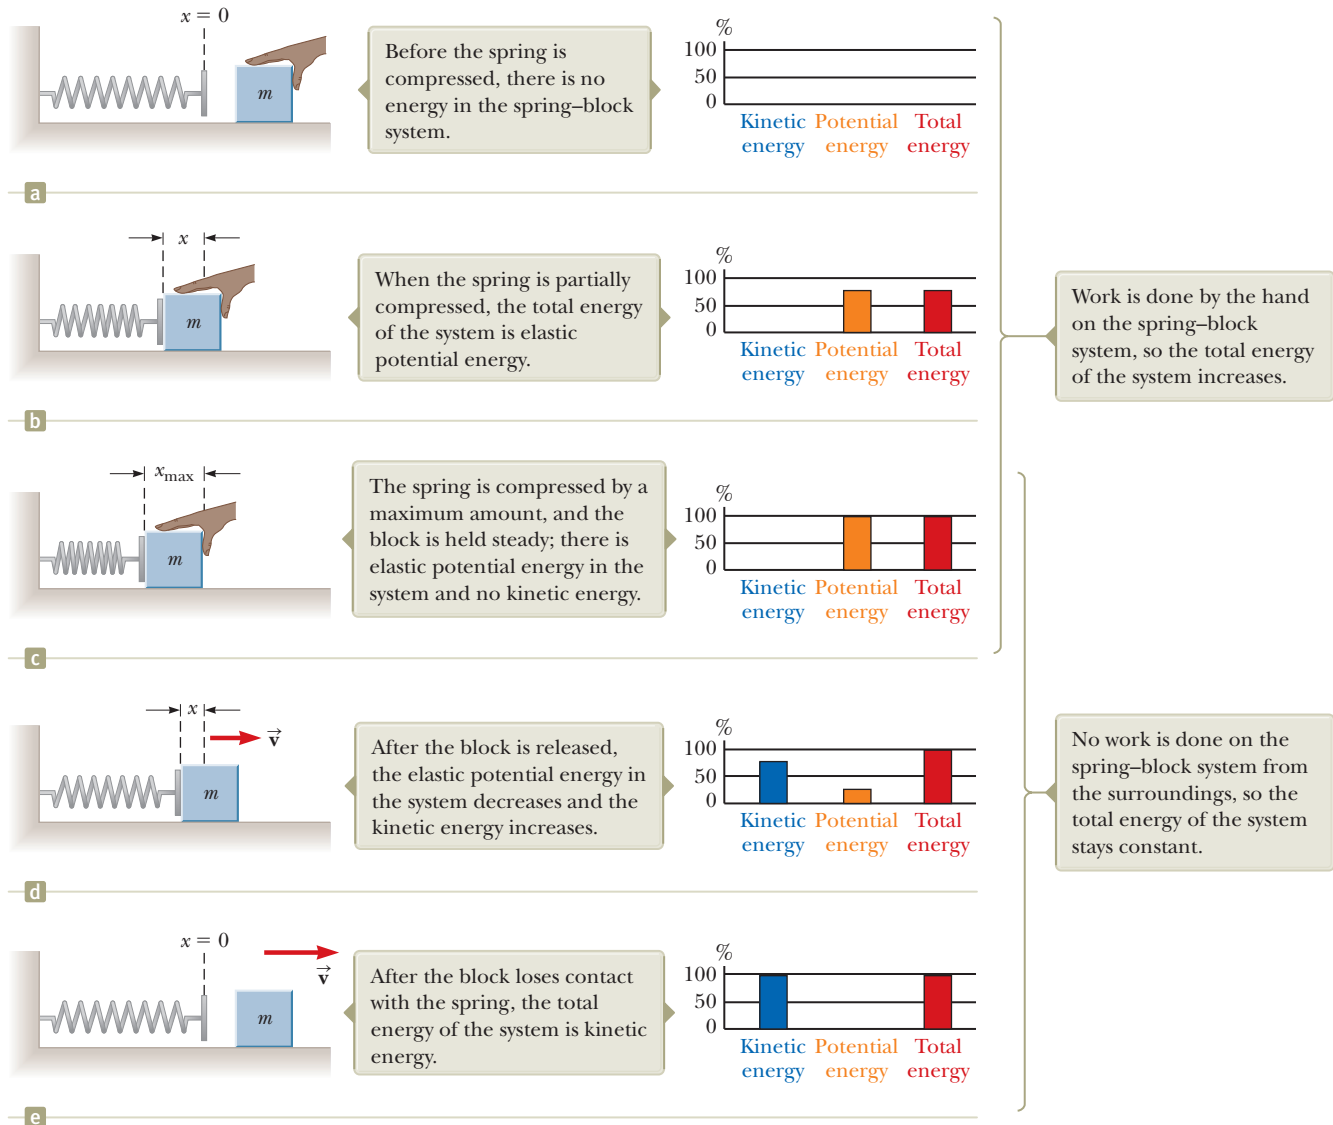 x = 0
m
Before the spring is
compressed, there is no
energy in the spring–block
system.
%
100
50
0
Kinetic Potential Total
energy energy energy
a
x
m
When the spring is partially
compressed, the total energy
of the system is elastic
potential energy.
%
100
50
0
Kinetic Potential Total
energy energy energy
b
Work is done by the hand
on the spring–block
system, so the total energy
of the system increases.
xmax
m
The spring is compressed by a
maximum amount, and the
block is held steady; there is
elastic potential energy in the
system and no kinetic energy.
%
100
50
0
Kinetic Potential Total
energy energy energy
c
x
v⃗
m
After the block is released,
the elastic potential energy in
the system decreases and the
kinetic energy increases.
%
100
50
0
Kinetic Potential Total
energy energy energy
d
No work is done on the
spring–block system from
the surroundings, so the
total energy of the system
stays constant.
x = 0
v⃗
m
After the block loses contact
with the spring, the total
energy of the system is kinetic
energy.
%
100
50
0
Kinetic Potential Total
energy energy energy
e